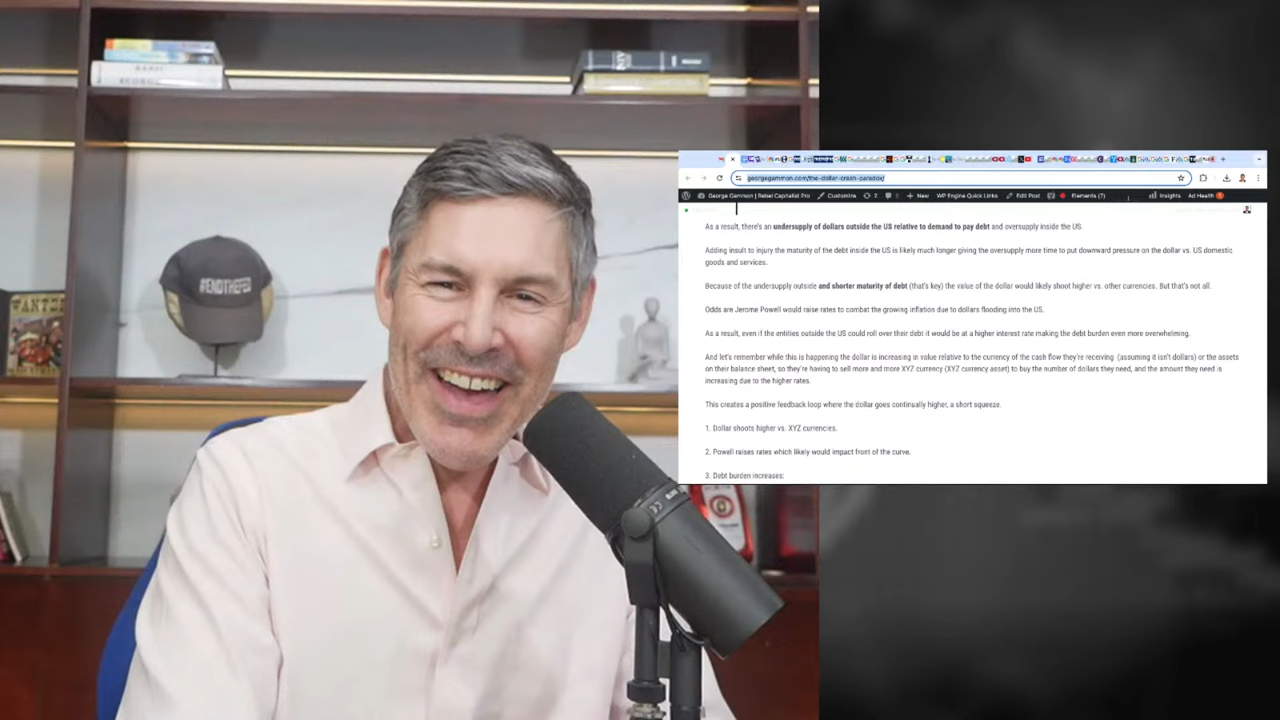 #ENDTHEFED
WANTED
georgegammon.com/the-dollar-crash-paradox/
George Gammon | Rebel Capitalist Pro Customize 2 New WP Engine Quick Links Edit Post Elements (7) Insights Ad Health
As a result, there's an undersupply of dollars outside the US relative to demand to pay debt and oversupply inside the US.
Adding insult to injury the maturity of the debt inside the US is likely much longer giving the oversupply more time to put downward pressure on the dollar vs. US domestic
goods and services.
Because of the undersupply outside and shorter maturity of debt (that's key) the value of the dollar would likely shoot higher vs. other currencies. But that's not all.
Odds are Jerome Powell would raise rates to combat the growing inflation due to dollars flooding into the US.
As a result, even if the entities outside the US could roll over their debt it would be at a higher interest rate making the debt burden even more overwhelming.
And let's remember while this is happening the dollar is increasing in value relative to the currency of the cash flow they're receiving (assuming it isn't dollars) or the assets
on their balance sheet, so they're having to sell more and more XYZ currency (XYZ currency asset) to buy the number of dollars they need, and the amount they need is
increasing due to the higher rates.
This creates a positive feedback loop where the dollar goes continually higher, a short squeeze.
1. Dollar shoots higher vs. XYZ currencies.
2. Powell raises rates which likely would impact front of the curve.
3. Debt burden increases: